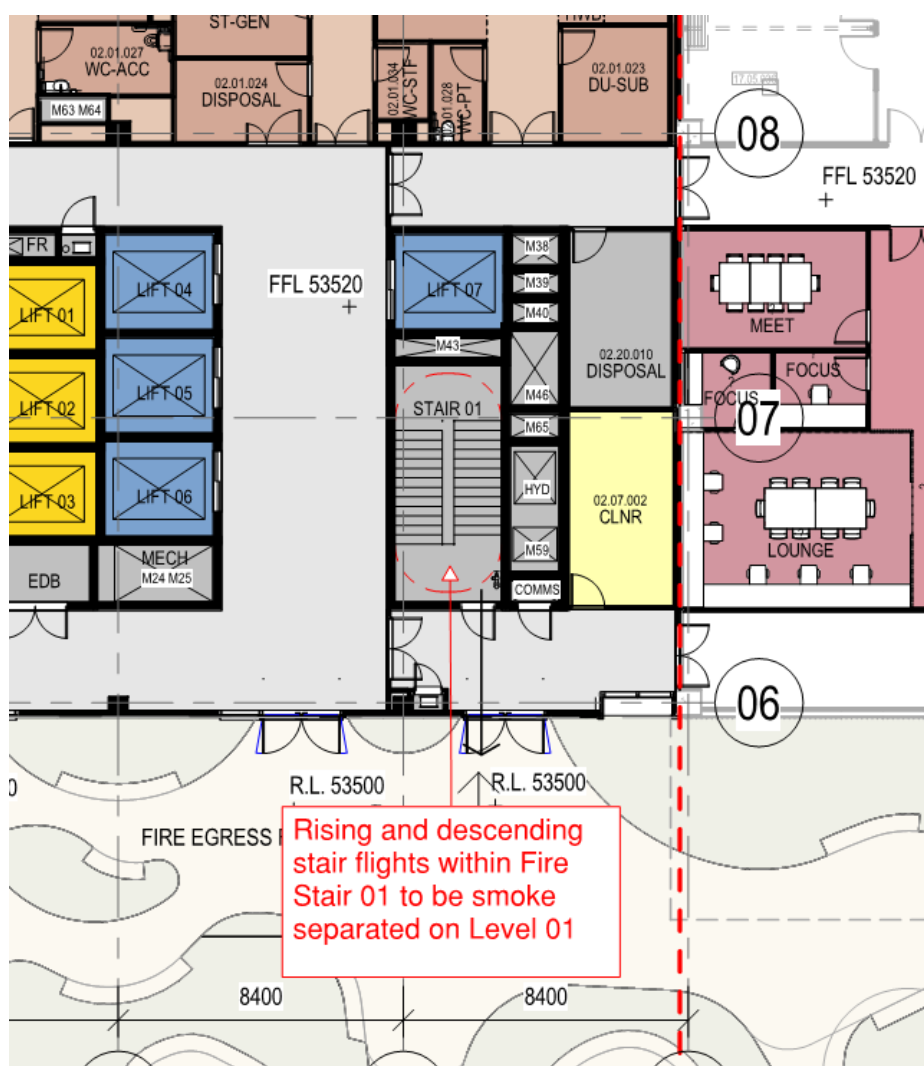 ST-GEN
HWB
02.01.027
WC-ACC
02.01.024
DISPOSAL
02.01.034
WC-STF
02.01.028
WC-PT
02.01.023
DU-SUB
M63 M64
08
FFL 53520
FR
LIFT 04
LIFT 07
M38
M39
M40
FFL 53520
LIFT 01
MEET
M43
02.20.010
DISPOSAL
LIFT 05
M46
FOCUS
FOCUS
LIFT 02
STAIR 01
M65
07
LIFT 03
LIFT 06
HYD
02.07.002
CLNR
M59
LOUNGE
EDB
MECH
M24 M25
COMMS
06
R.L. 53500
R.L. 53500
FIRE EGRESS
Rising and descending
stair flights within Fire
Stair 01 to be smoke
separated on Level 01
8400
8400